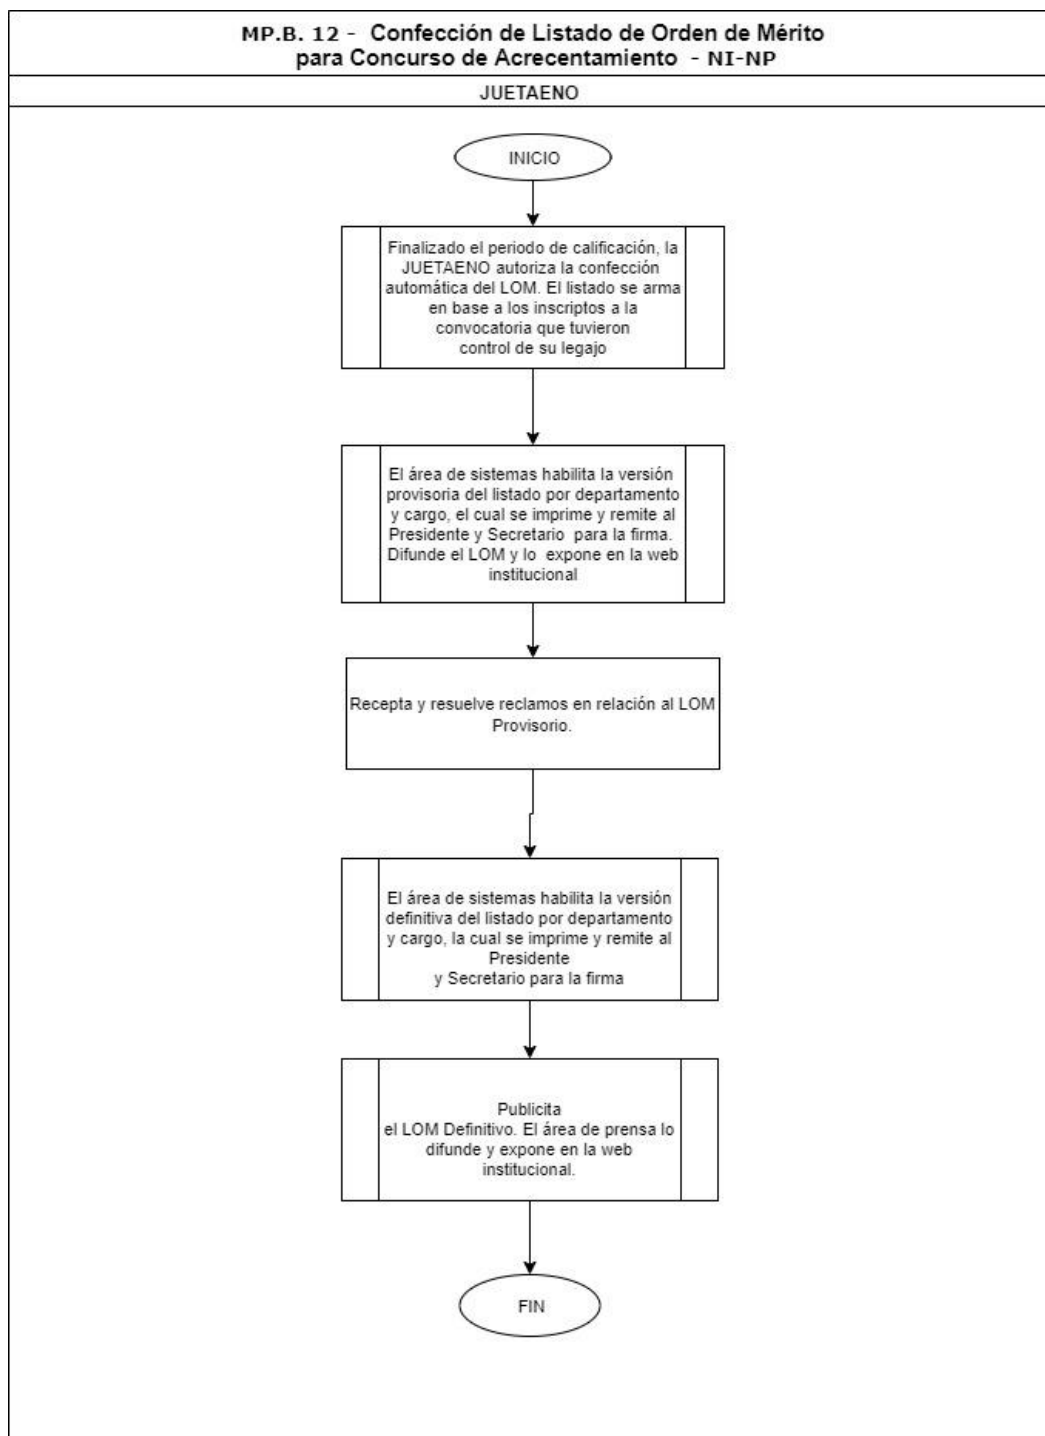 MP.B. 12 - Confección de Listado de Orden de Mérito
para Concurso de Acrecentamiento - NI-NP
JUETAENO
INICIO
Finalizado el periodo de calificación, la
JUETAENO autoriza la confección
automática del LOM. El listado se arma
en base a los inscriptos a la
convocatoria que tuvieron
control de su legajo
El área de sistemas habilita la versión
provisoria del listado por departamento
y cargo, el cual se imprime y remite al
Presidente y Secretario para la firma.
Difunde el LOM y lo expone en la web
institucional
Recepta y resuelve reclamos en relación al LOM
Provisorio.
El área de sistemas habilita la versión
definitiva del listado por departamento
y cargo, la cual se imprime y remite al
Presidente
y Secretario para la firma
Publicita
el LOM Definitivo. El área de prensa lo
difunde y expone en la web
institucional.
FIN